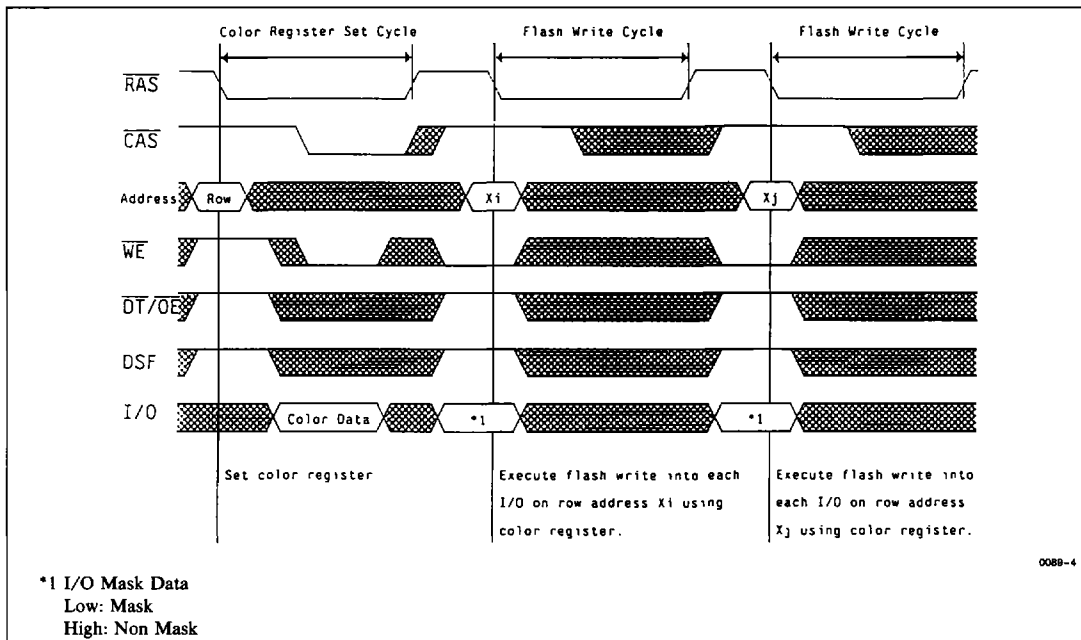 Color Register Set Cycle
Flash Write Cycle
Flash Write Cycle
RAS
CAS
Address
Row
Xi
Xj
WE
DT/OE
DSF
I/O
Color Data
*1
*1
Set color register
Execute flash write into each
I/O on row address Xi using
color register.
Execute flash write into
each I/O on row address
Xj using color register.
0089-4
*1 I/O Mask Data
Low: Mask
High: Non Mask